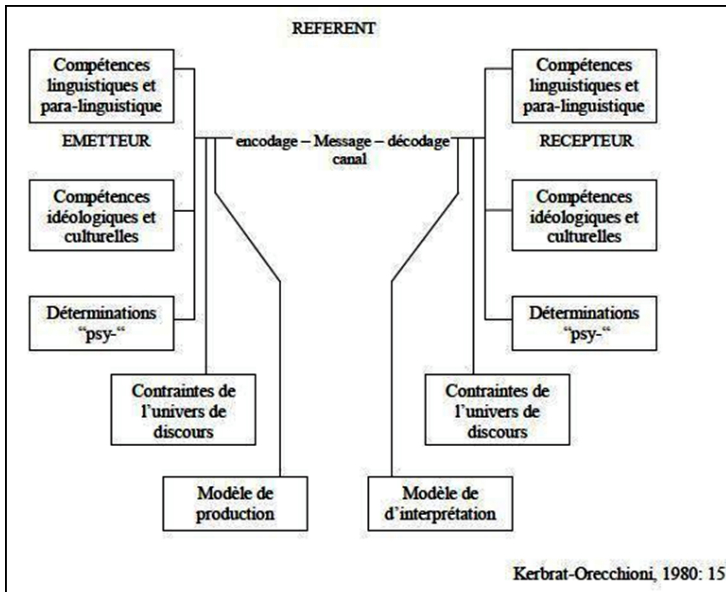 REFERENT
Compétences
linguistiques et
para-linguistique
Compétences
linguistiques et
para-linguistique
EMETTEUR
encodage – Message – décodage
canal
RECEPTEUR
Compétences
idéologiques et
culturelles
Compétences
idéologiques et
culturelles
Déterminations
“psy-“
Déterminations
“psy-“
Contraintes de
l’univers de
discours
Contraintes de
l’univers de
discours
Modèle de
production
Modèle de
d’interprétation
Kerbrat-Orecchioni, 1980: 15